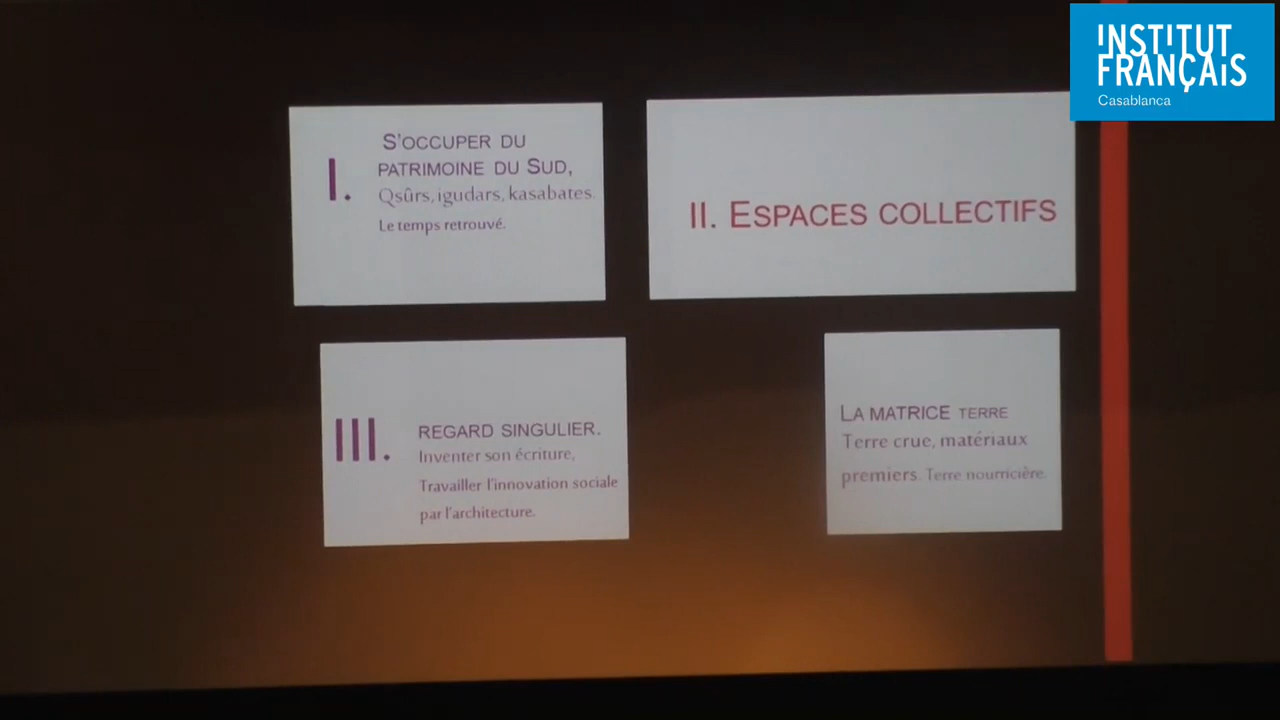 INSTITUT
FRANÇAIS
Casablanca
I.
S'OCCUPER DU
PATRIMOINE DU SUD,
Qsûrs, igudars, kasabates.
Le temps retrouvé.
II. ESPACES COLLECTIFS
III.
REGARD SINGULIER.
Inventer son écriture,
Travailler l'innovation sociale
par l'architecture.
LA MATRICE TERRE
Terre crue, matériaux
premiers. Terre nourricière.